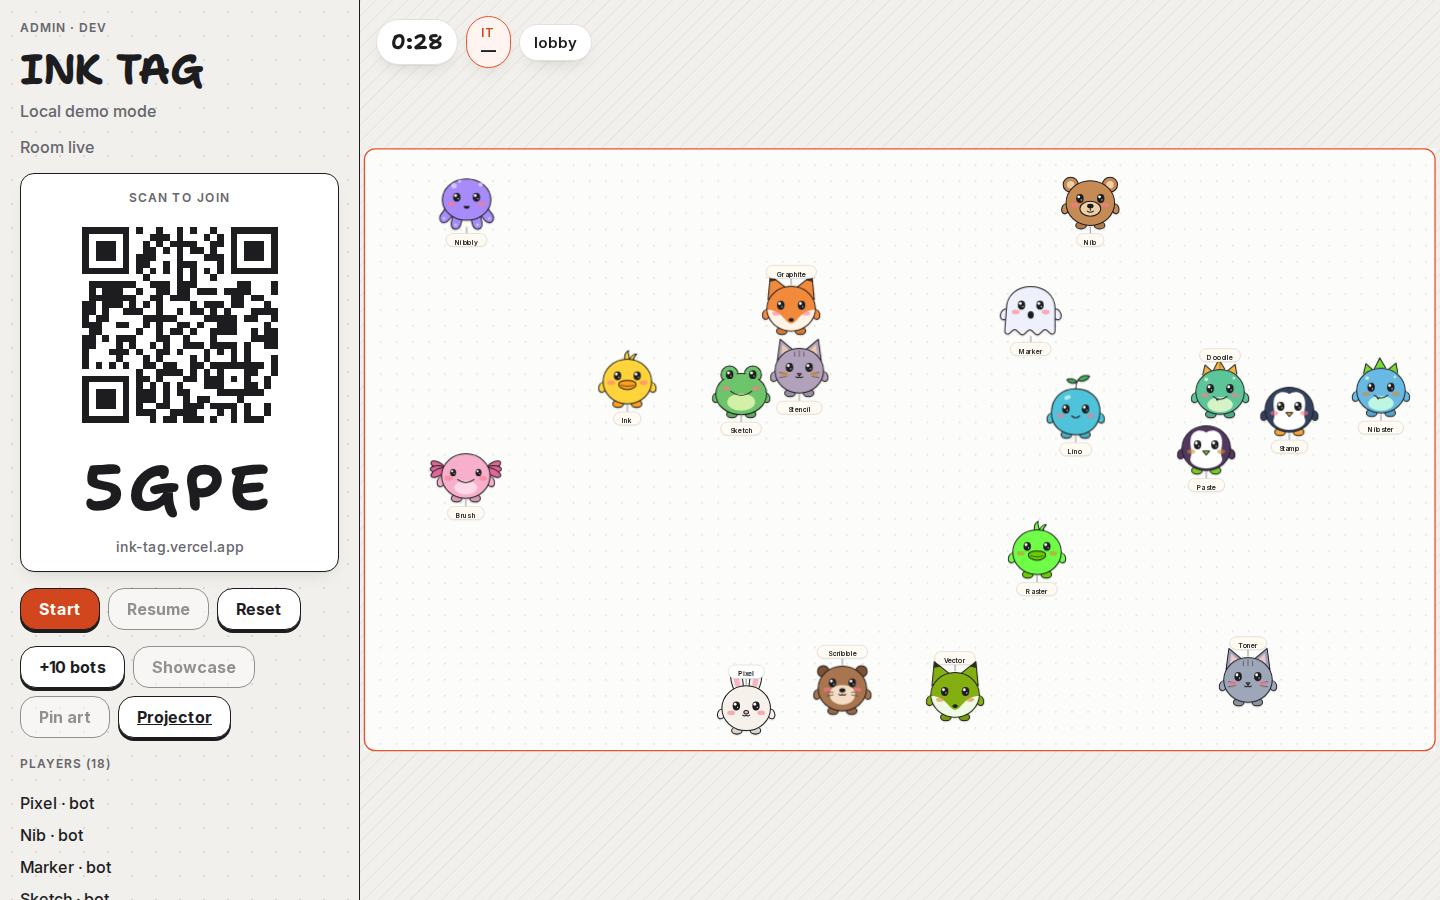 ADMIN · DEV
INK TAG
Local demo mode
Room live
SCAN TO JOIN
5GPE
ink-tag.vercel.app
Start
Resume
Reset
+10 bots
Showcase
Pin art
Projector
PLAYERS (18)
Pixel · bot
Nib · bot
Marker · bot
Sketch · bot
0:28
IT
—
lobby
Nibbly
Nib
Graphite
Marker
Ink
Sketch
Stencil
Doodle
Lino
Stamp
Nibster
Paste
Brush
Raster
Pixel
Scribble
Vector
Toner